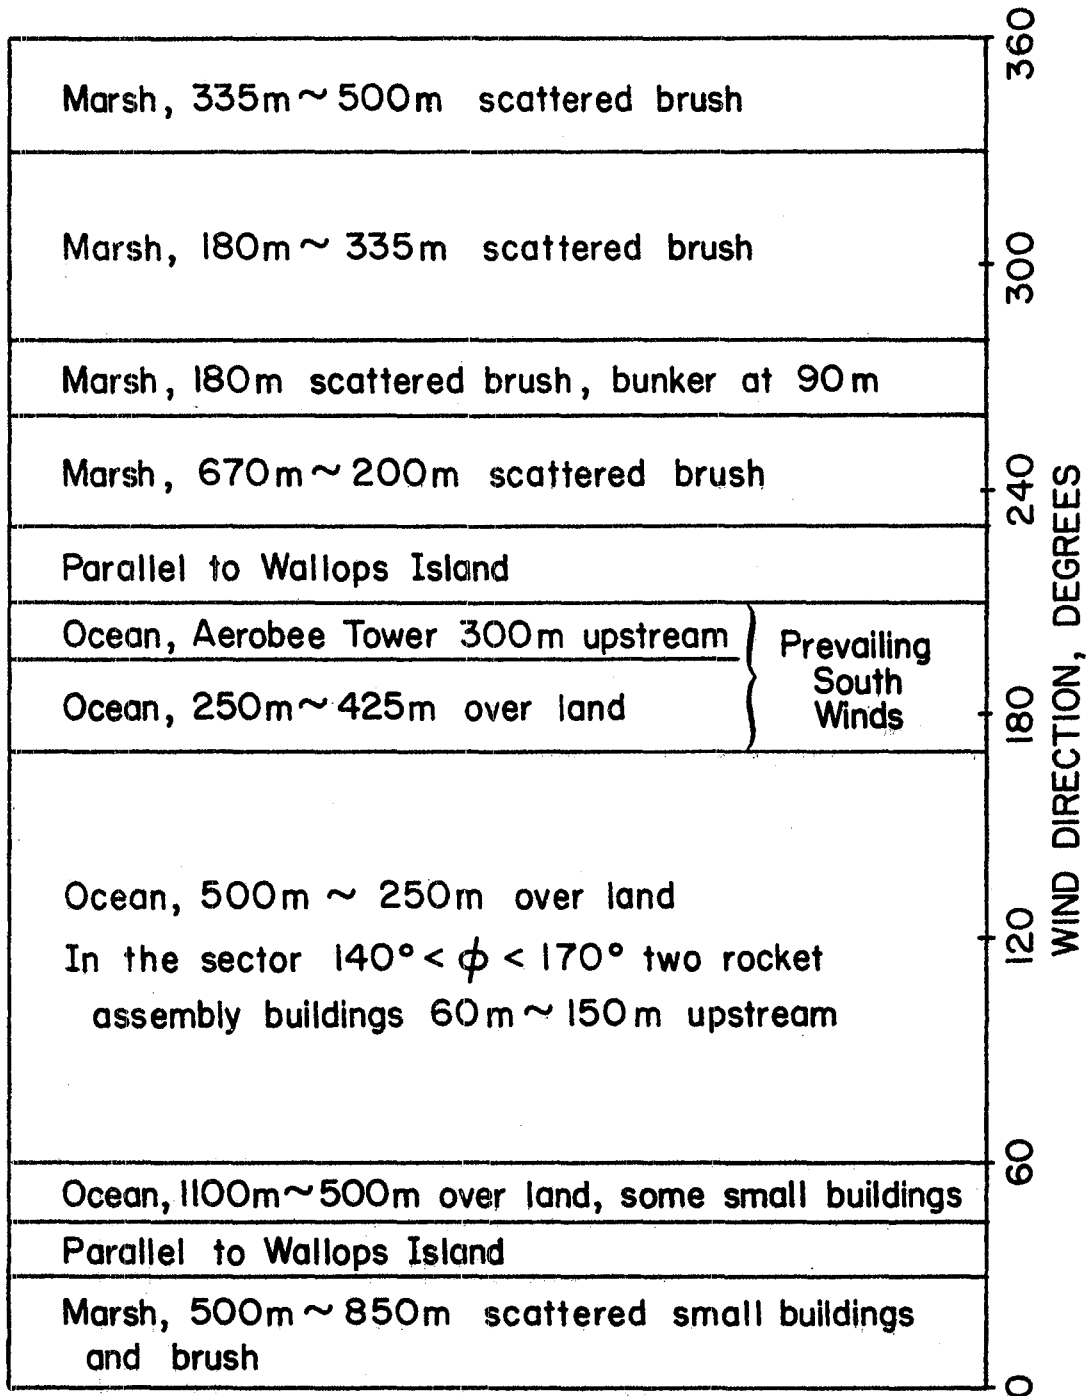 Marsh, 335m ~ 500m scattered brush
Marsh, 180m ~ 335m scattered brush
Marsh, 180m scattered brush, bunker at 90m
Marsh, 670m ~ 200m scattered brush
Parallel to Wallops Island
Ocean, Aerobee Tower 300m upstream
Ocean, 250m ~ 425m over land
Prevailing
South
Winds
Ocean, 500m ~ 250m over land
In the sector 140° < ϕ < 170° two rocket
assembly buildings 60m ~ 150m upstream
Ocean, 1100m ~ 500m over land, some small buildings
Parallel to Wallops Island
Marsh, 500m ~ 850m scattered small buildings
and brush
360
300
240
180
120
60
0
WIND DIRECTION, DEGREES